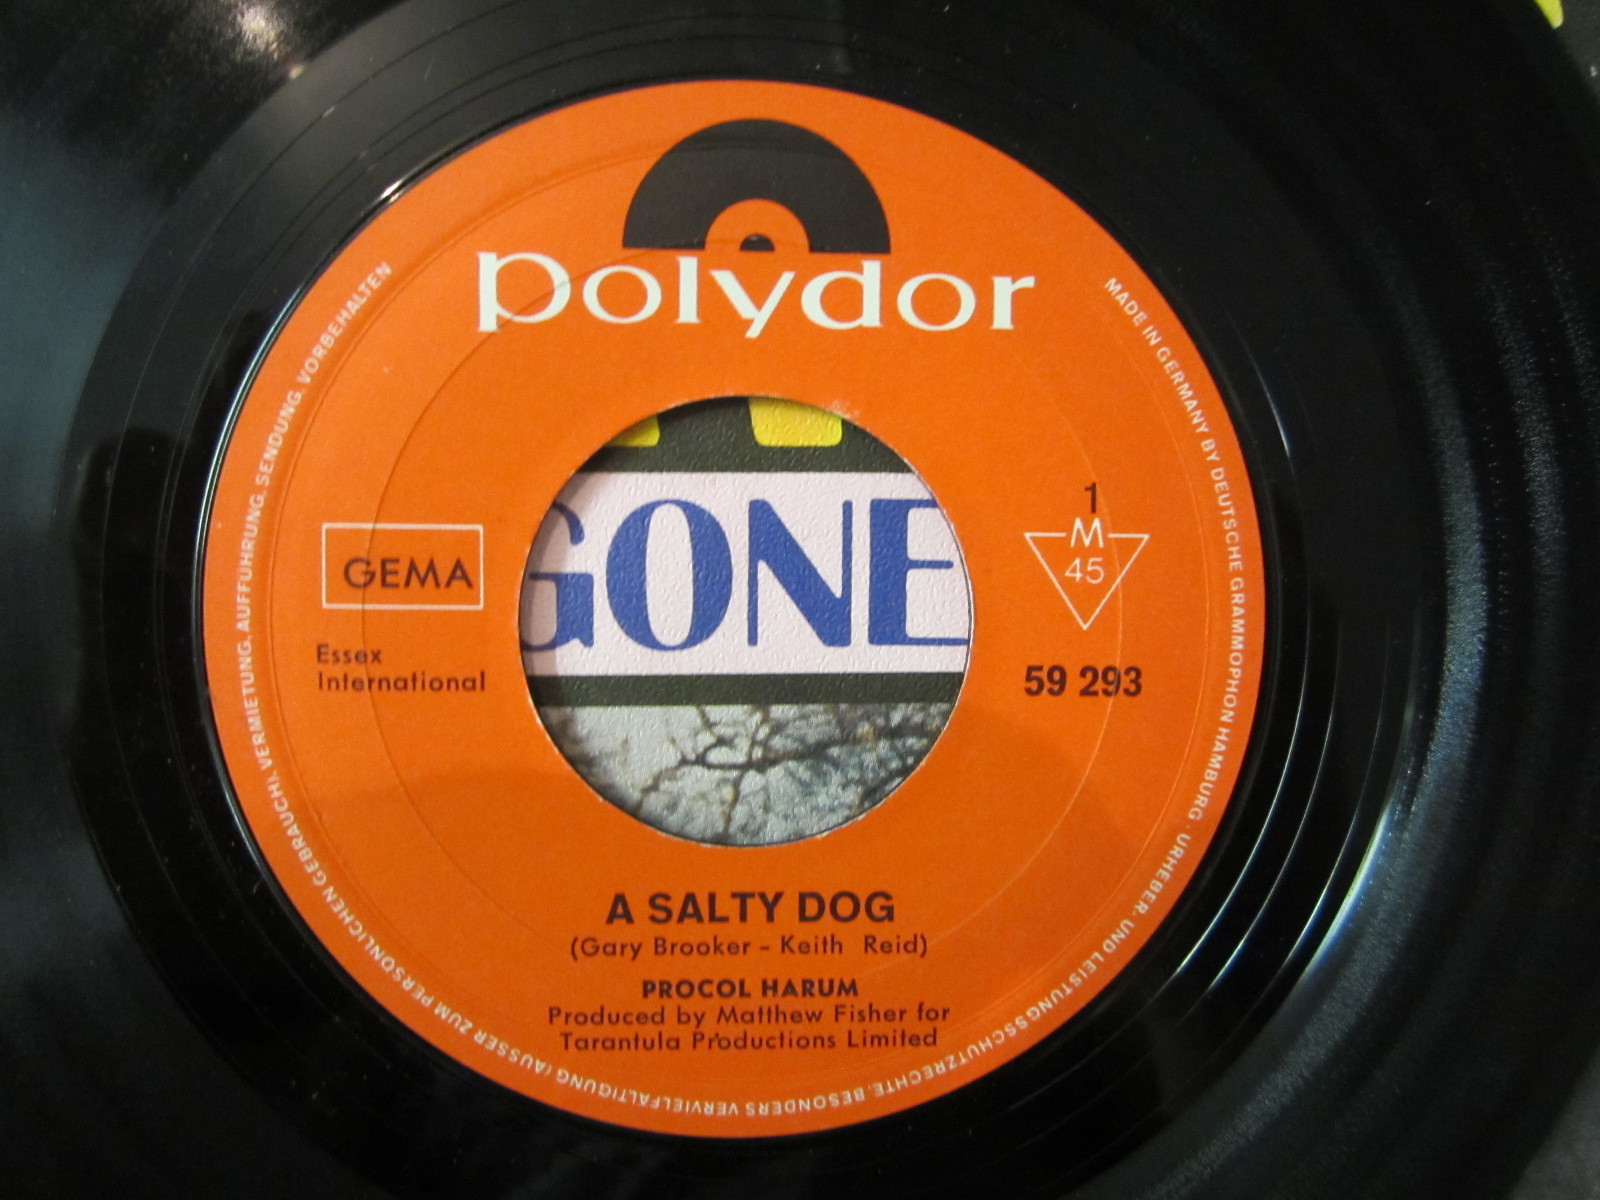 polydor
MADE IN GERMANY BY DEUTSCHE GRAMMOPHON HAMBURG · URHEBER- UND LEISTUNGSSCHUTZRECHTE, BESONDERS VERVIELFÄLTIGUNG (AUSSER ZUM PERSÖNLICHEN GEBRAUCH), VERMIETUNG, AUFFÜHRUNG, SENDUNG, VORBEHALTEN
GONE
GEMA
Essex
International
1
M
45
59 293
A SALTY DOG
(Gary Brooker - Keith Reid)
PROCOL HARUM
Produced by Matthew Fisher for
Tarantula Productions Limited